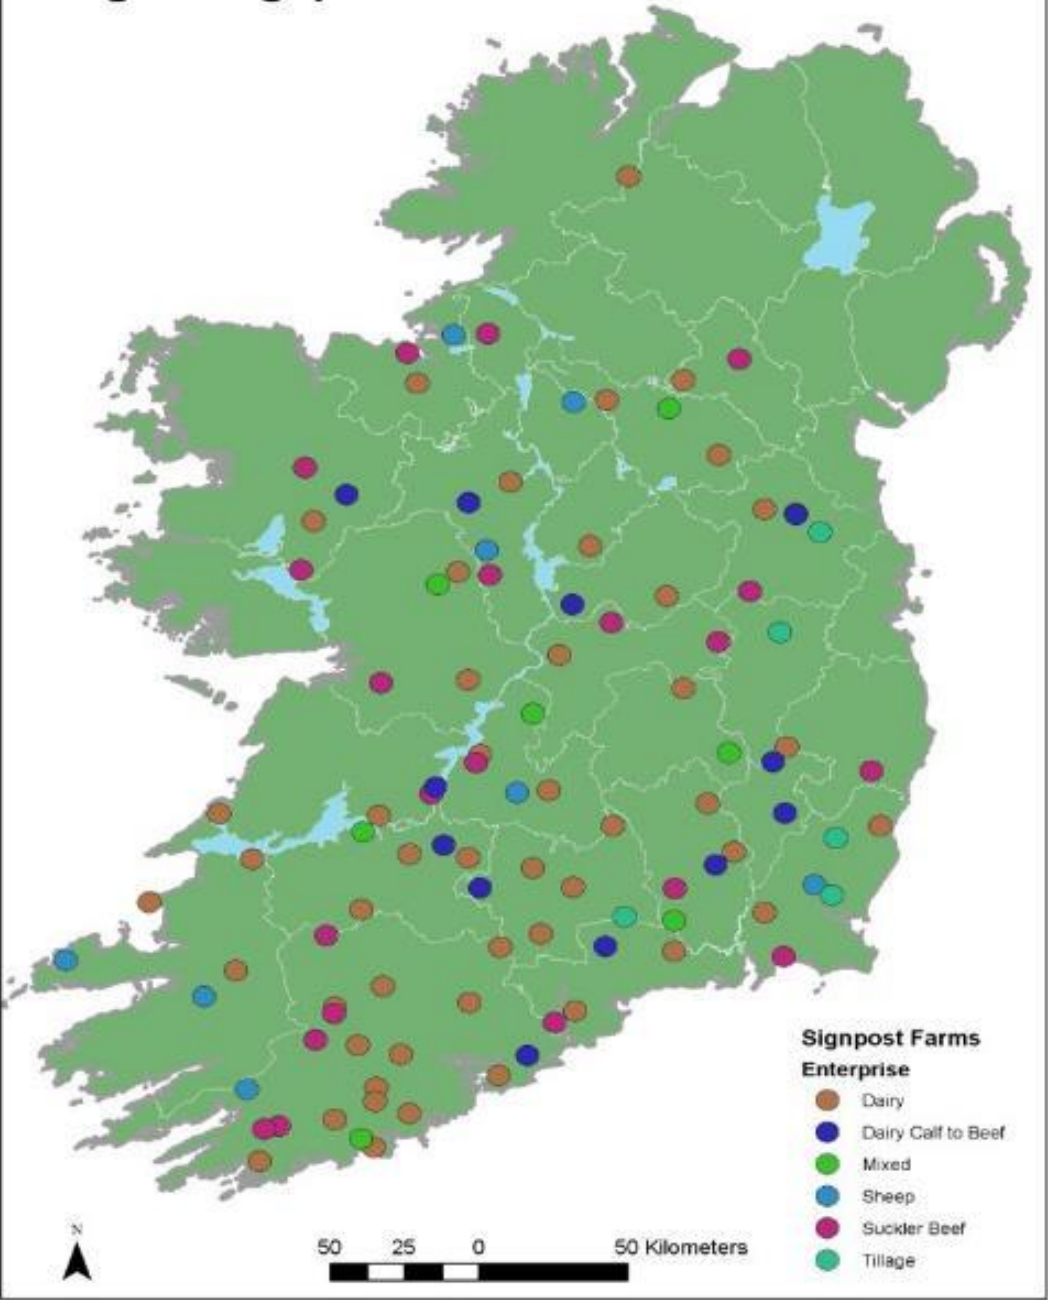 Signpost Farms
Enterprise
Dairy
Dairy Calf to Beef
Mixed
Sheep
Suckler Beef
Tillage
N
50 25 0 50 Kilometers